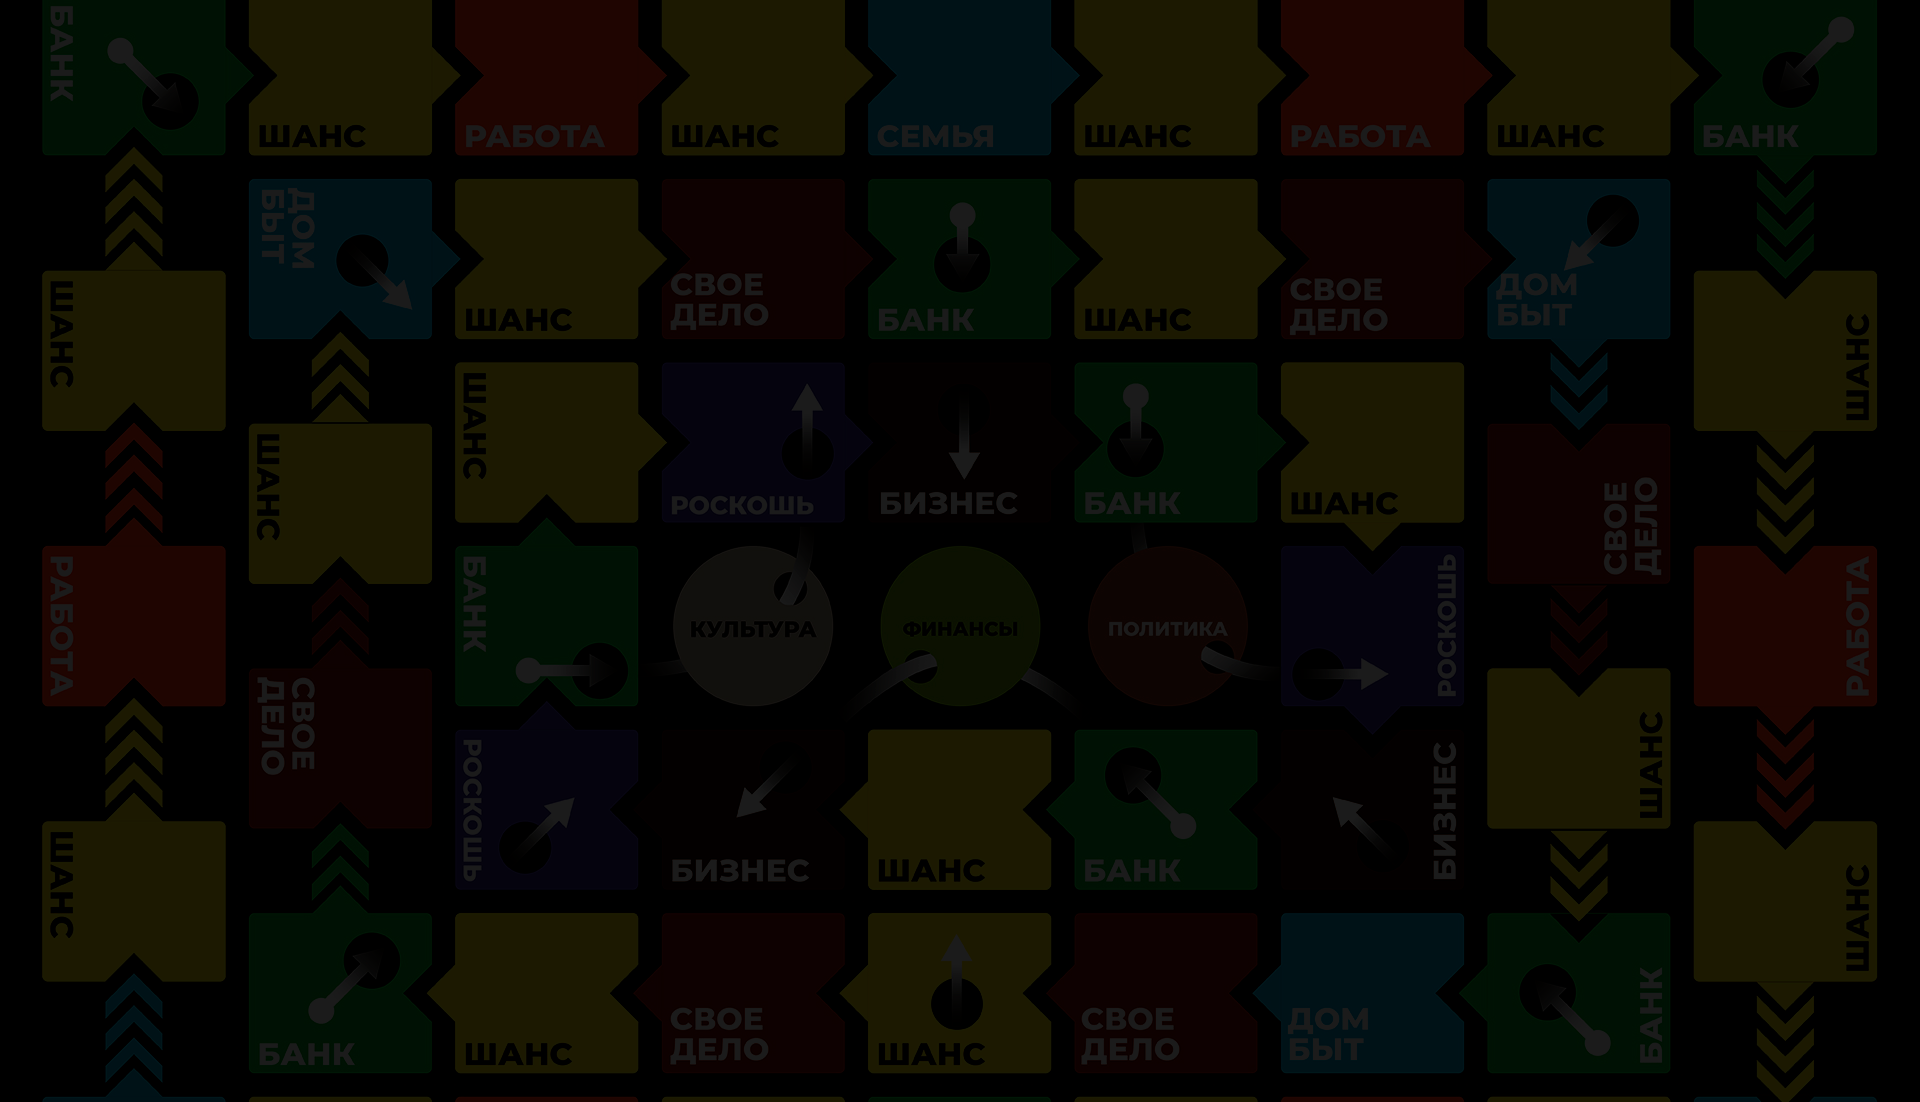 БАНК
ШАНС
РАБОТА
ШАНС
СЕМЬЯ
ШАНС
РАБОТА
ШАНС
БАНК
ДОМ
БЫТ
ШАНС
СВОЕ
ДЕЛО
БАНК
ШАНС
СВОЕ
ДЕЛО
ДОМ
БЫТ
ШАНС
ШАНС
ШАНС
ШАНС
РОСКОШЬ
БИЗНЕС
БАНК
ШАНС
СВОЕ
ДЕЛО
РАБОТА
БАНК
КУЛЬТУРА
ФИНАНСЫ
ПОЛИТИКА
РОСКОШЬ
РАБОТА
СВОЕ
ДЕЛО
РОСКОШЬ
БИЗНЕС
ШАНС
БАНК
БИЗНЕС
ШАНС
ШАНС
ШАНС
БАНК
ШАНС
СВОЕ
ДЕЛО
ШАНС
СВОЕ
ДЕЛО
ДОМ
БЫТ
БАНК